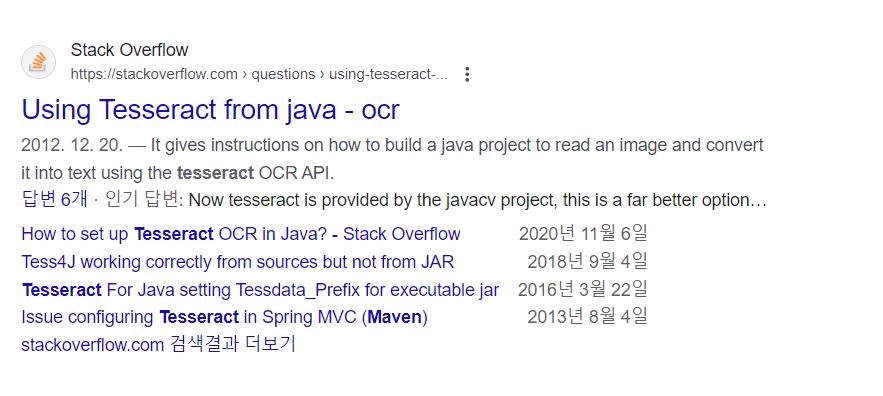 Stack Overflow
https://stackoverflow.com › questions › using-tesseract-...
Using Tesseract from java - ocr
2012. 12. 20. — It gives instructions on how to build a java project to read an image and convert
it into text using the tesseract OCR API.
답변 6개 · 인기 답변: Now tesseract is provided by the javacv project, this is a far better option…
How to set up Tesseract OCR in Java? - Stack Overflow 2020년 11월 6일
Tess4J working correctly from sources but not from JAR 2018년 9월 4일
Tesseract For Java setting Tessdata_Prefix for executable jar 2016년 3월 22일
Issue configuring Tesseract in Spring MVC (Maven) 2013년 8월 4일
stackoverflow.com 검색결과 더보기